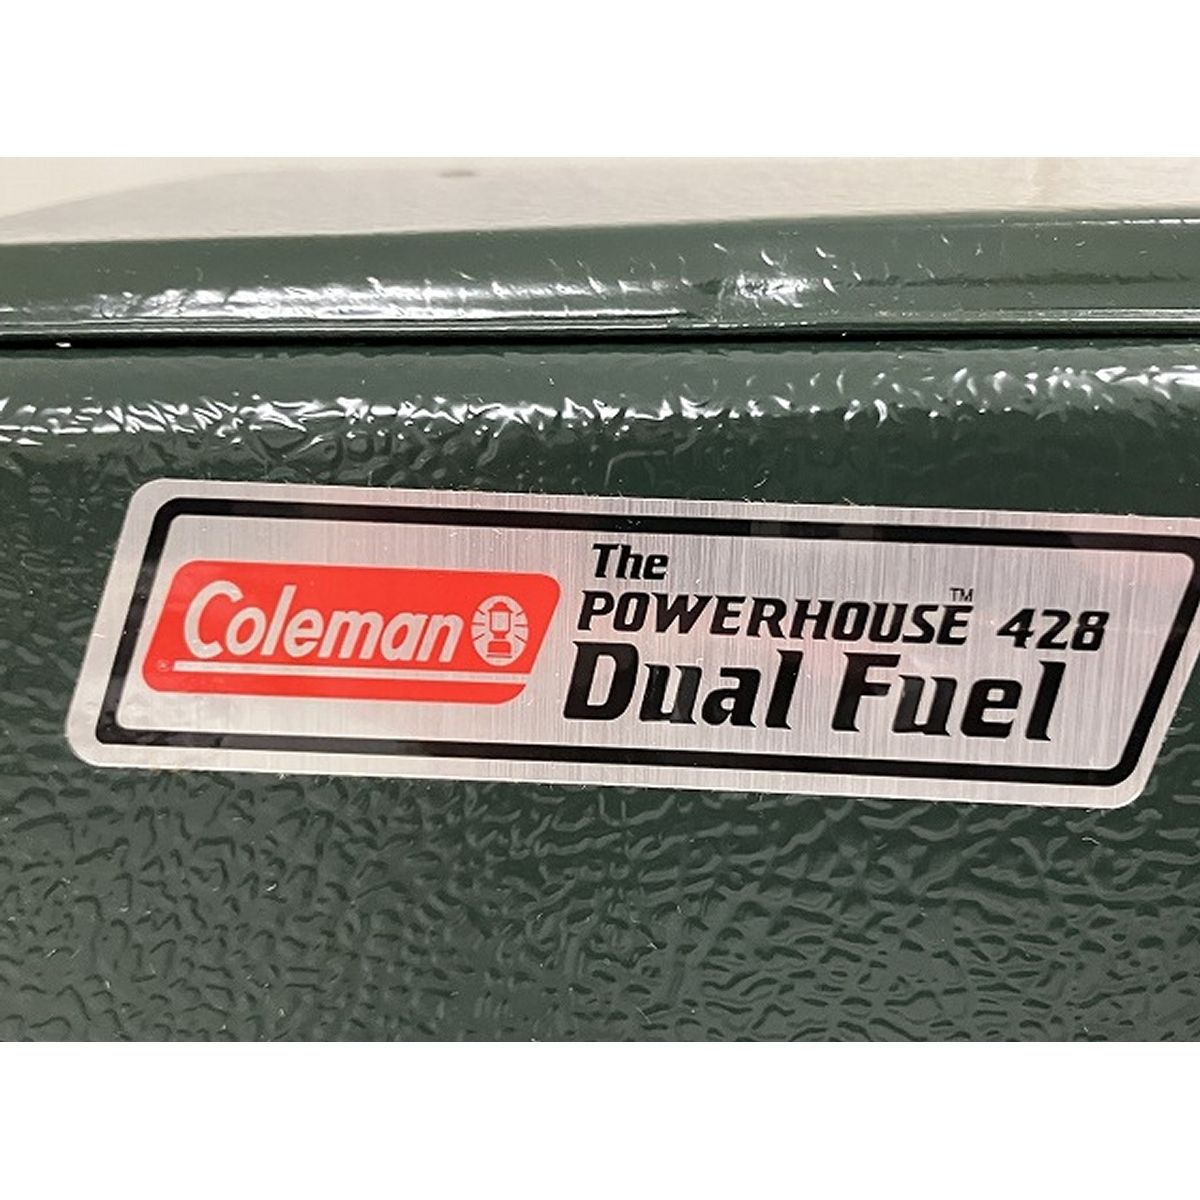 Coleman®
The
POWERHOUSE™ 428
Dual Fuel